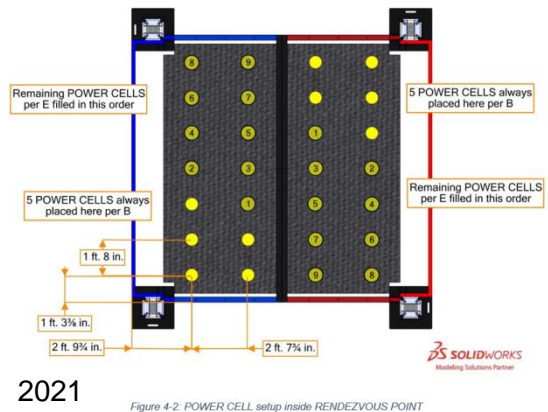 8 9
Remaining POWER CELLS
per E filled in this order
5 POWER CELLS always
placed here per B
6 7
4 5 1
2 3 3 2
5 POWER CELLS always
placed here per B
Remaining POWER CELLS
per E filled in this order
1 5 4
7 6
1 ft. 8 in.
9 8
1 ft. 3⅜ in.
2 ft. 9¾ in.
2 ft. 7¾ in.
SOLIDWORKS
Modeling Solutions Partner
2021
Figure 4-2: POWER CELL setup inside RENDEZVOUS POINT